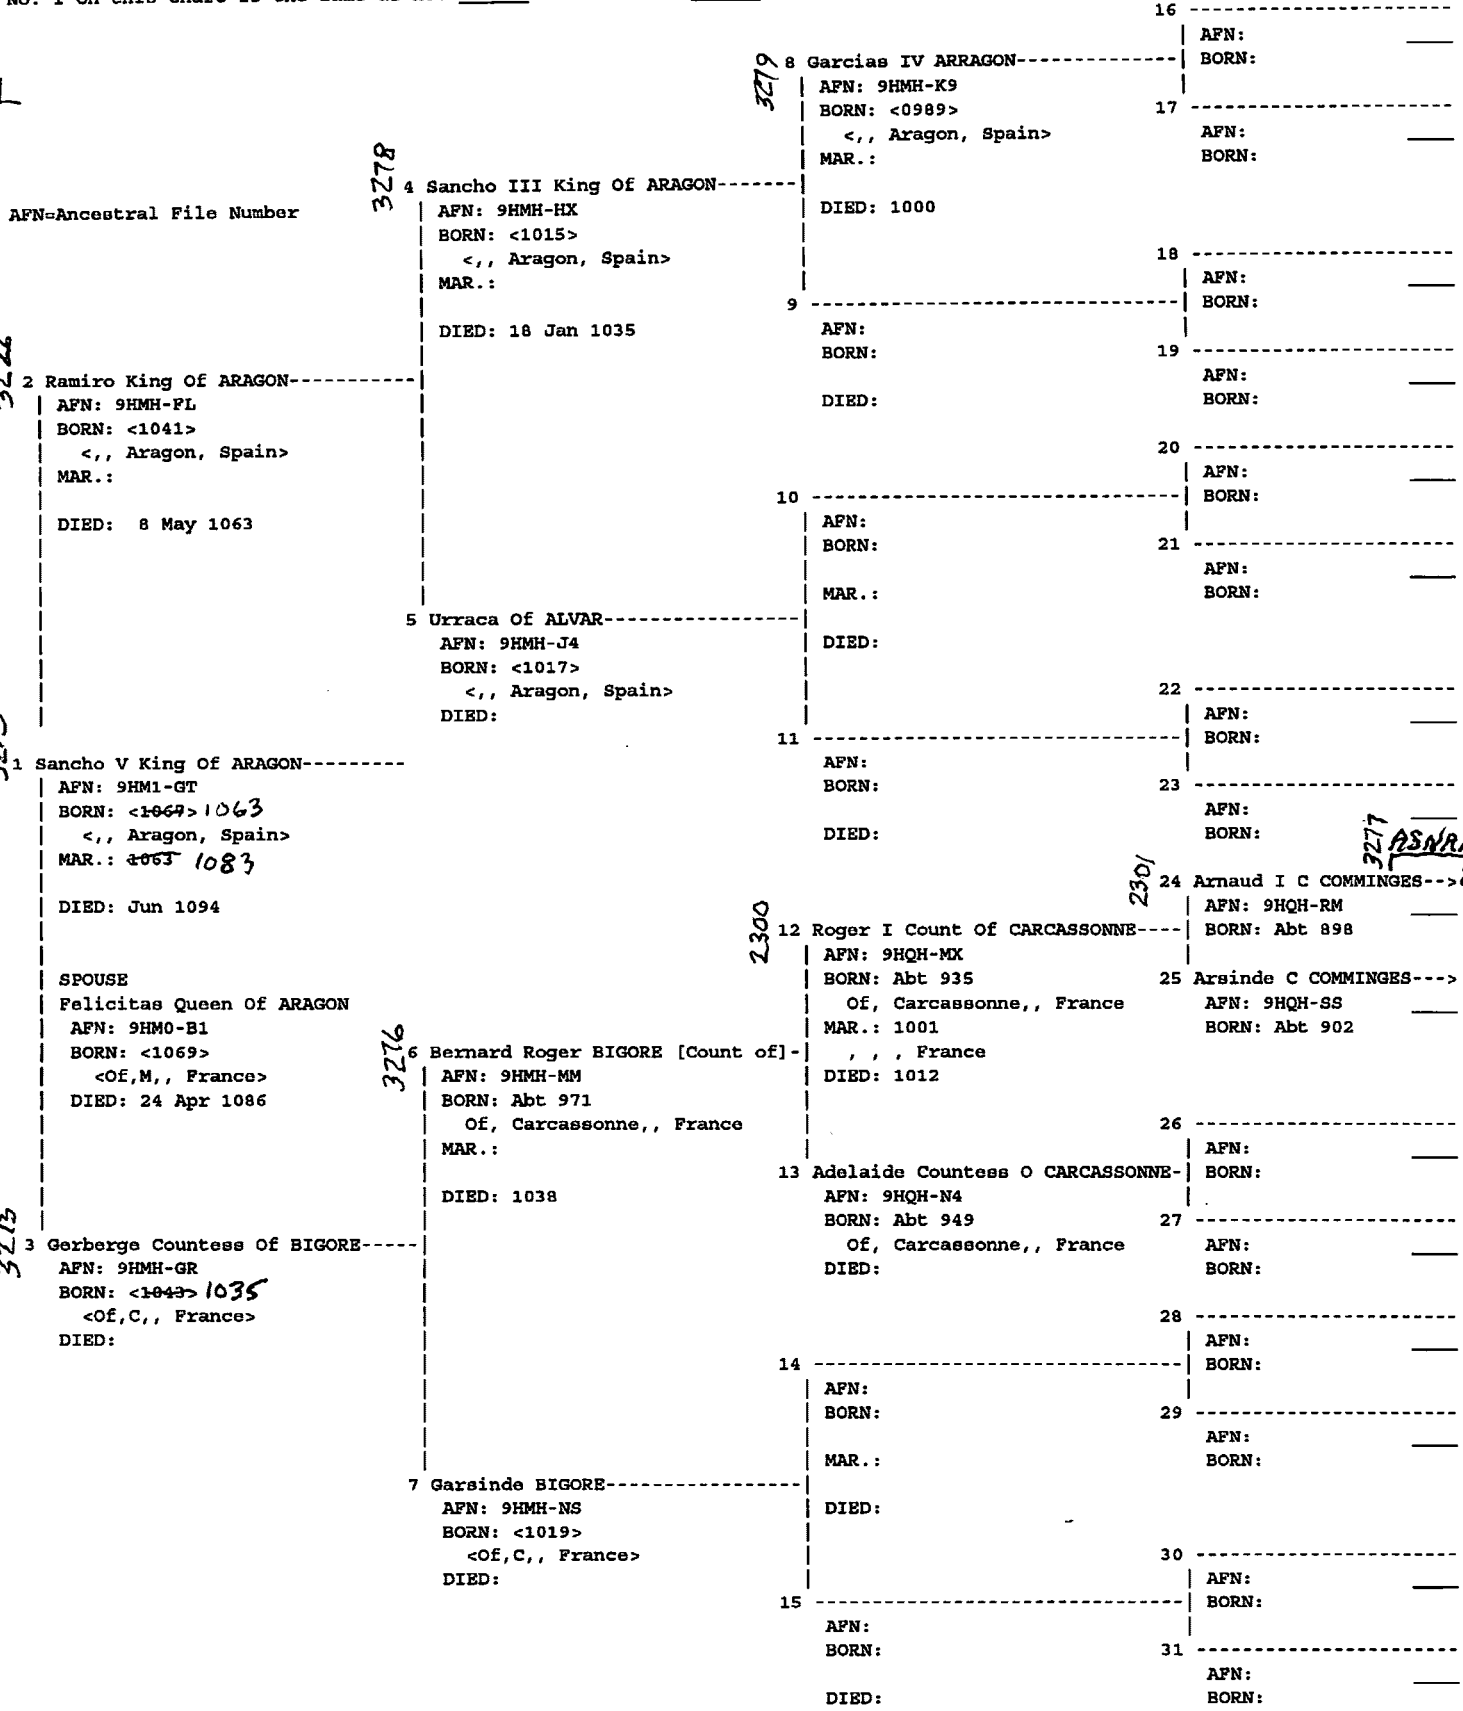 16 ---------------------------
AFN:
BORN:
17 ---------------------------
AFN:
BORN:
3279
8 Garcias IV ARRAGON-------------
AFN: 9HMH-K9
BORN: <0989>
<,, Aragon, Spain>
MAR.:
DIED: 1000
AFN=Ancestral File Number
3278
4 Sancho III King Of ARAGON-------
AFN: 9HMH-HX
BORN: <1015>
<,, Aragon, Spain>
MAR.:
DIED: 18 Jan 1035
18 ---------------------------
AFN:
BORN:
9 ------------------------------
AFN:
BORN:
DIED:
19 ---------------------------
AFN:
BORN:
2 Ramiro King Of ARAGON-----------
AFN: 9HMH-FL
BORN: <1041>
<,, Aragon, Spain>
MAR.:
DIED: 8 May 1063
20 ---------------------------
AFN:
BORN:
10 ------------------------------
AFN:
BORN:
MAR.:
DIED:
21 ---------------------------
AFN:
BORN:
5 Urraca Of ALVAR----------------
AFN: 9HMH-J4
BORN: <1017>
<,, Aragon, Spain>
DIED:
22 ---------------------------
AFN:
BORN:
11 ------------------------------
AFN:
BORN:
DIED:
23 ---------------------------
AFN:
BORN:
1 Sancho V King Of ARAGON---------
AFN: 9HM1-GT
BORN: <1067> 1063
<,, Aragon, Spain>
MAR.: 1063 1083
DIED: Jun 1094
SPOUSE
Felicitas Queen Of ARAGON
AFN: 9HM0-B1
BORN: <1069>
<Of,M,, France>
DIED: 24 Apr 1086
3277
2301
24 Arnaud I C COMMINGES-->
AFN: 9HQH-RM
BORN: Abt 898
2300
12 Roger I Count Of CARCASSONNE----
AFN: 9HQH-MX
BORN: Abt 935
Of, Carcassonne,, France
MAR.: 1001
, , , France
DIED: 1012
25 Arsinde C COMMINGES--->
AFN: 9HQH-SS
BORN: Abt 902
3276
6 Bernard Roger BIGORE [Count of]-
AFN: 9HMH-MM
BORN: Abt 971
Of, Carcassonne,, France
MAR.:
DIED: 1038
26 ---------------------------
AFN:
BORN:
13 Adelaide Countess O CARCASSONNE-
AFN: 9HQH-N4
BORN: Abt 949
Of, Carcassonne,, France
DIED:
27 ---------------------------
AFN:
BORN:
3 Gerberge Countess Of BIGORE-----
AFN: 9HMH-GR
BORN: <1043> 1035
<Of,C,, France>
DIED:
28 ---------------------------
AFN:
BORN:
14 ------------------------------
AFN:
BORN:
MAR.:
DIED:
29 ---------------------------
AFN:
BORN:
7 Garsinde BIGORE----------------
AFN: 9HMH-NS
BORN: <1019>
<Of,C,, France>
DIED:
30 ---------------------------
AFN:
BORN:
15 ------------------------------
AFN:
BORN:
DIED:
31 ---------------------------
AFN:
BORN: